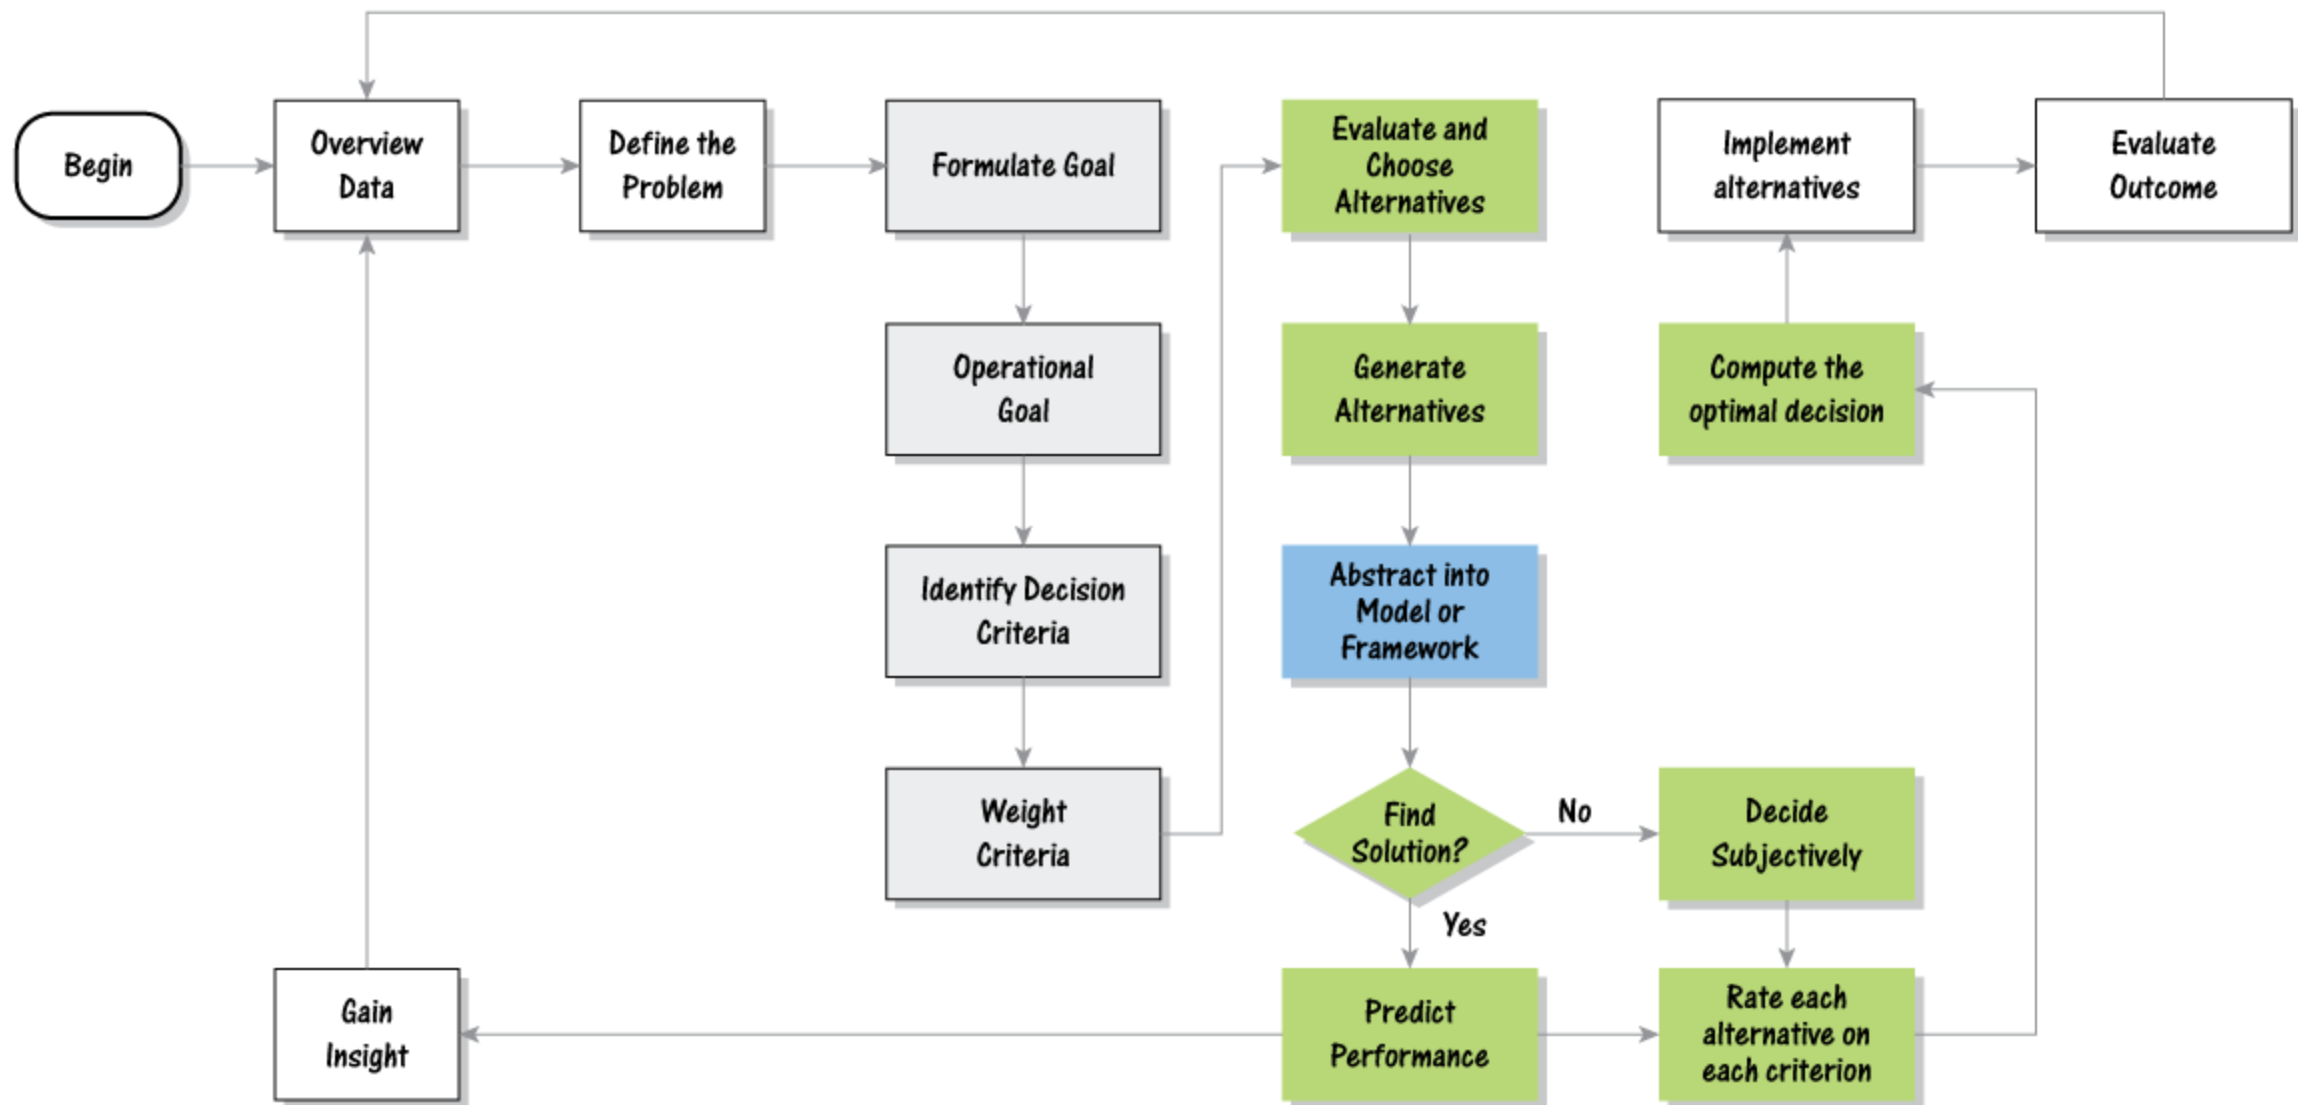 Begin
Overview
Data
Define the
Problem
Formulate Goal
Operational
Goal
Identify Decision
Criteria
Weight
Criteria
Evaluate and
Choose
Alternatives
Generate
Alternatives
Abstract into
Model or
Framework
Find
Solution?
No
Yes
Decide
Subjectively
Predict
Performance
Gain
Insight
Rate each
alternative on
each criterion
Compute the
optimal decision
Implement
alternatives
Evaluate
Outcome